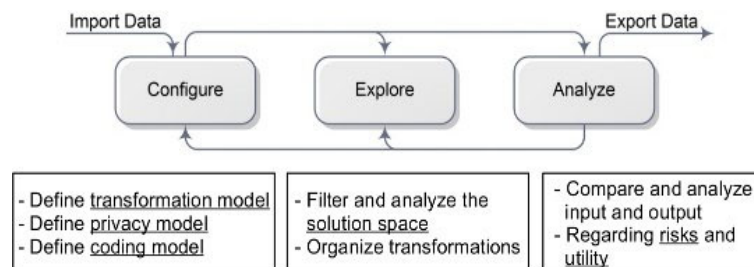 Import Data
Export Data
Configure
Explore
Analyze
- Define transformation model
- Define privacy model
- Define coding model
- Filter and analyze the
solution space
- Organize transformations
- Compare and analyze
input and output
- Regarding risks and
utility